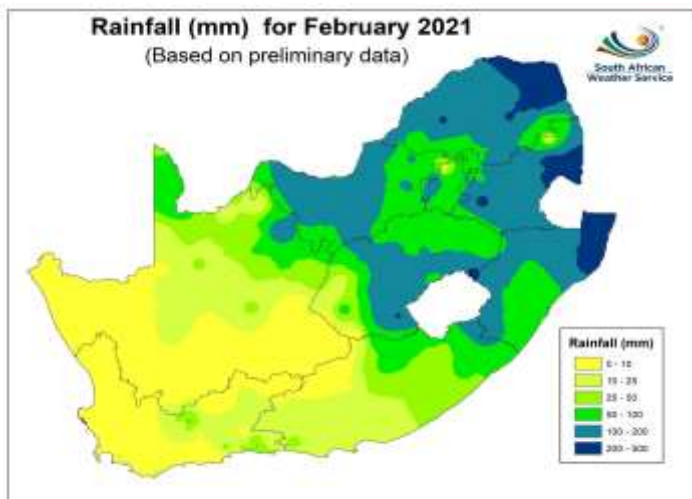 Rainfall (mm) for February 2021
(Based on preliminary data)
South African
Weather Service
Rainfall (mm)
0 - 10
10 - 25
25 - 50
50 - 100
100 - 200
200 - 500